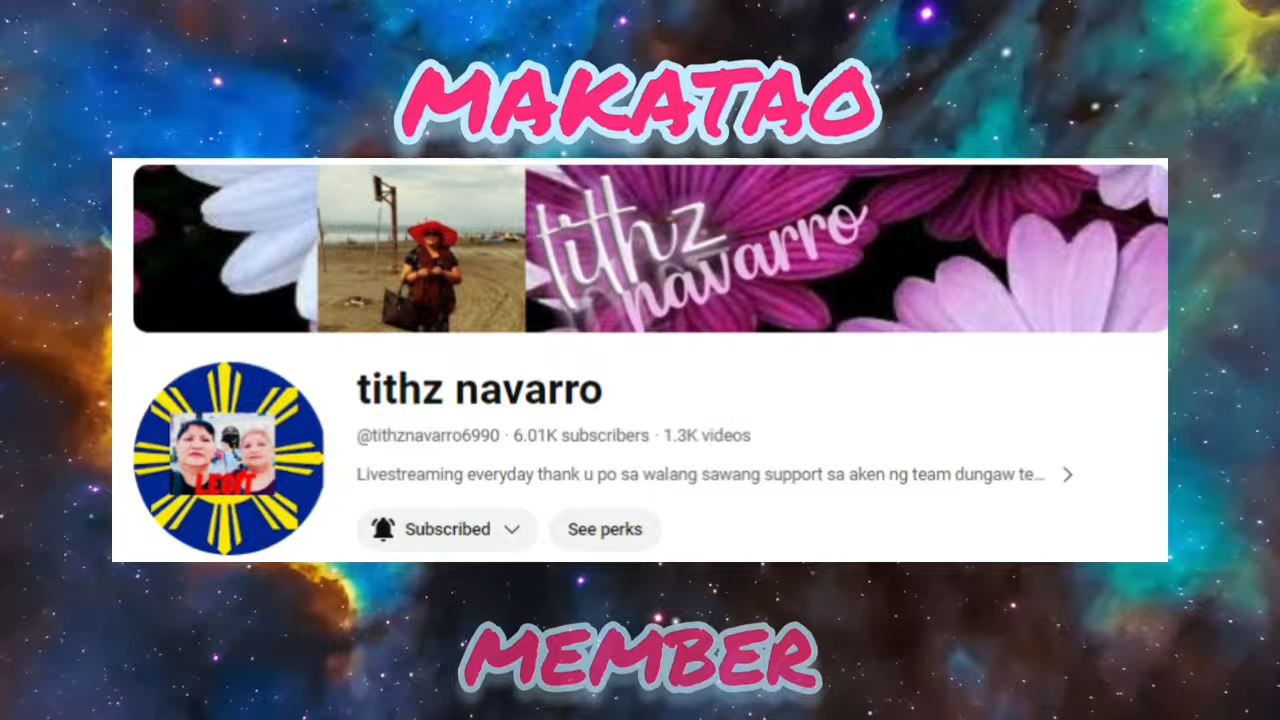 MAKATAO
tithz
navarro
tithz navarro
@tithznavarro6990 · 6.01K subscribers · 1.3K videos
Livestreaming everyday thank u po sa walang sawang support sa aken ng team dungaw te...
LEGIT
Subscribed
See perks
MEMBER